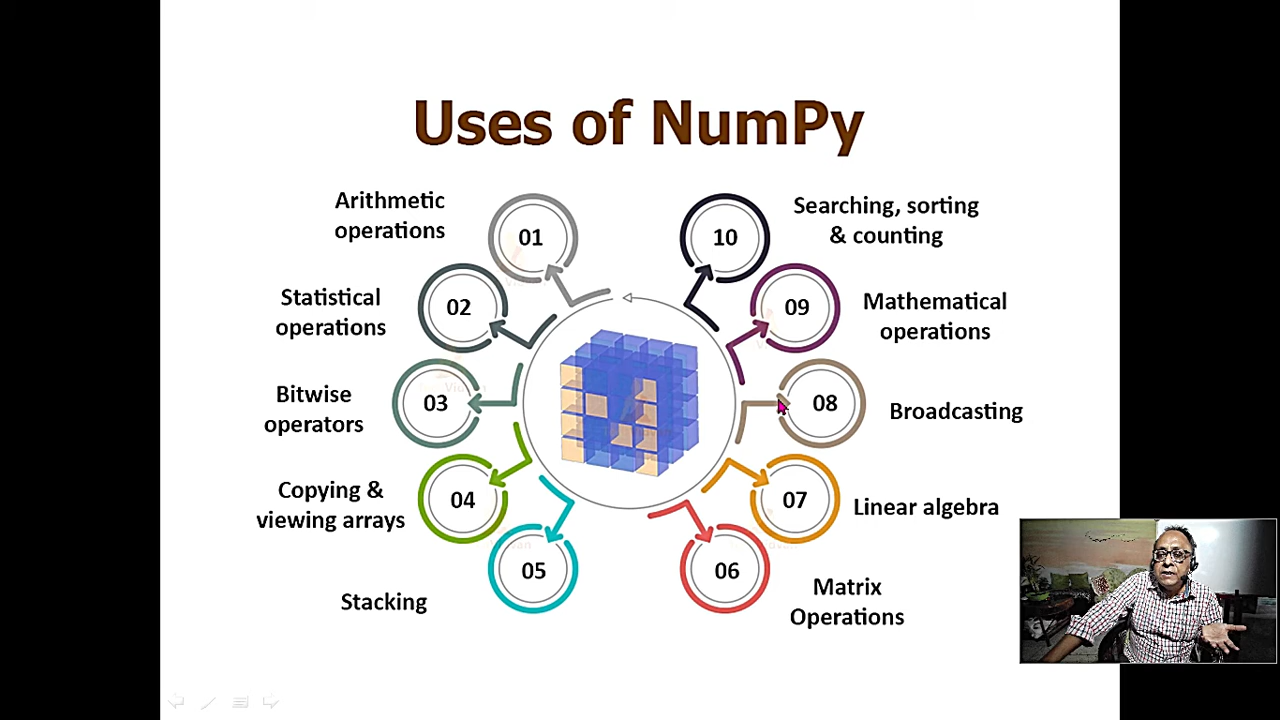 Uses of NumPy
Arithmetic
operations
01
Statistical
operations
02
Bitwise
operators
03
Copying &
viewing arrays
04
Stacking
05
10
Searching, sorting
& counting
09
Mathematical
operations
08
Broadcasting
07
Linear algebra
06
Matrix
Operations